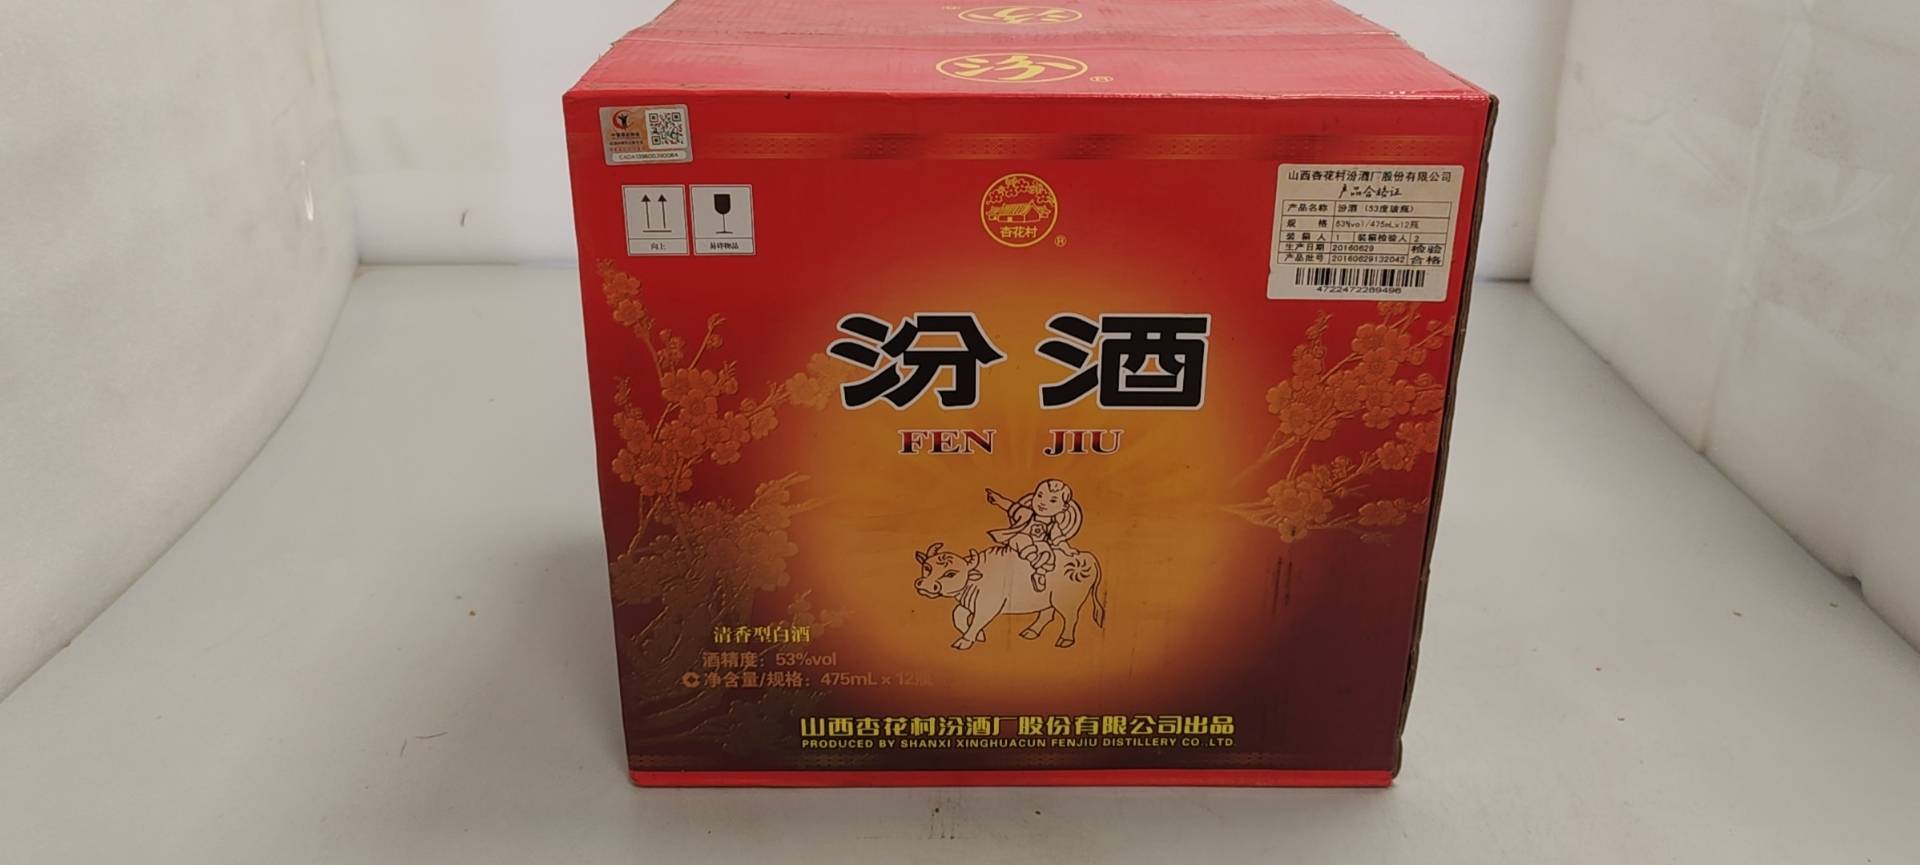 汾
汾
®
CADA1398003900BA
向上
易碎物品
杏花村
®
山西杏花村汾酒厂股份有限公司
产品合格证
产品名称 汾酒（53度玻瓶）
规 格 53%vol/475mL×12瓶
装箱人 1 装箱检验人 2
生产日期 20160629 检验
产品批号 20160629132042 合格
4722472289496
汾酒
FEN JIU
清香型白酒
酒精度：53%vol
净含量/规格：475mL×12瓶
山西杏花村汾酒厂股份有限公司出品
PRODUCED BY SHANXI XINGHUACUN FENJIU DISTILLERY CO.,LTD.